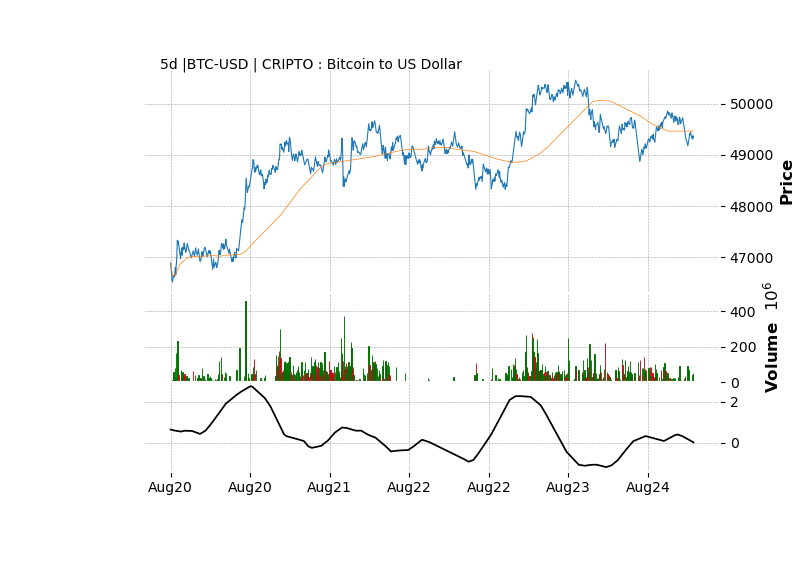 5d |BTC-USD | CRIPTO : Bitcoin to US Dollar
50000
49000
48000
47000
Price
400
200
0
Volume 10^6
2
0
Aug20 Aug20 Aug21 Aug22 Aug22 Aug23 Aug24